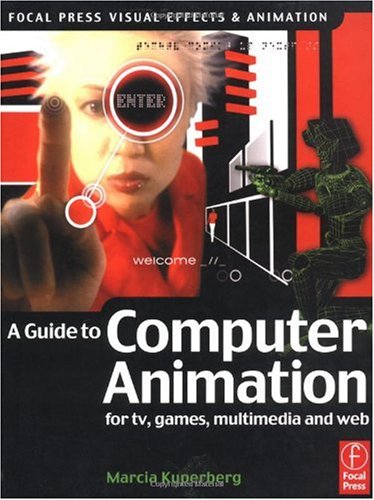 FOCAL PRESS VISUAL EFFECTS & ANIMATION
ENTER
welcome _//_
A Guide to Computer
Animation
for tv, games, multimedia and web
Marcia Kuperberg
Focal
Press